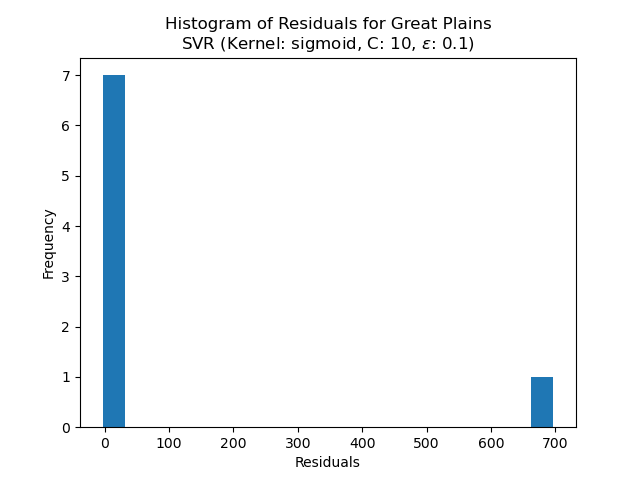 Histogram of Residuals for Great Plains
SVR (Kernel: sigmoid, C: 10, ε: 0.1)
7
6
5
4
3
2
1
0
Frequency
0 100 200 300 400 500 600 700
Residuals